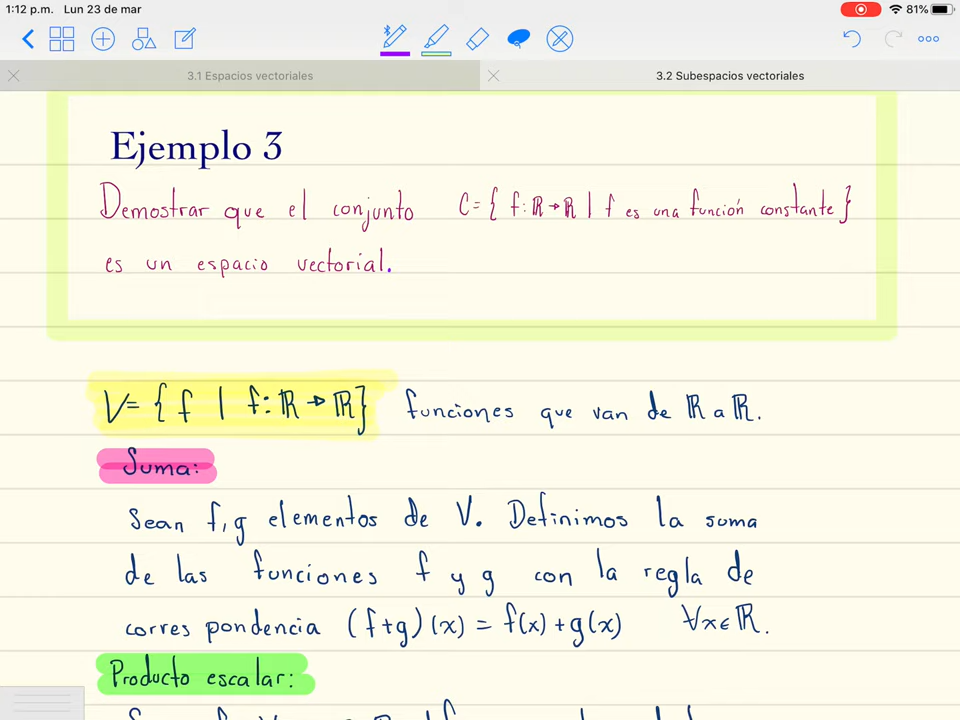 1:12 p.m. Lun 23 de mar 81%
3.1 Espacios vectoriales 3.2 Subespacios vectoriales
Ejemplo 3
Demostrar que el conjunto C={ f:ℝ→ℝ | f es una función constante }
es un espacio vectorial.
V= { f | f:ℝ→ℝ} funciones que van de ℝ a ℝ.
Suma:
Sean f,g elementos de V. Definimos la suma
de las funciones f y g con la regla de
correspondencia (f+g)(x) = f(x)+g(x) ∀x∈ℝ.
Producto escalar: